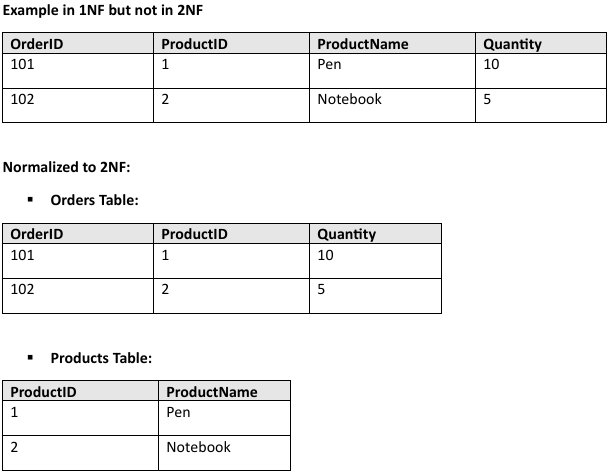 Example in 1NF but not in 2NF
OrderID ProductID ProductName Quantity
101 1 Pen 10
102 2 Notebook 5
Normalized to 2NF:
▪ Orders Table:
OrderID ProductID Quantity
101 1 10
102 2 5
▪ Products Table:
ProductID ProductName
1 Pen
2 Notebook